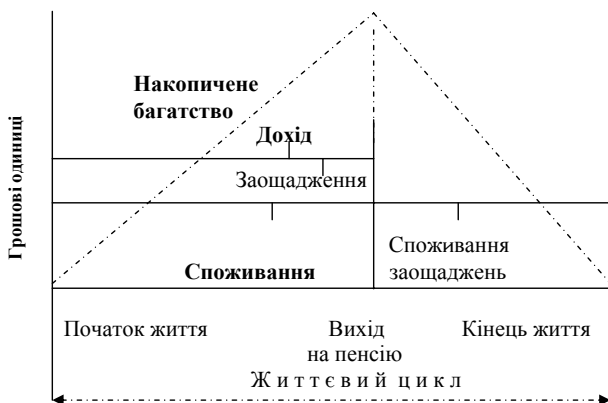 Грошові одиниці
Накопичене
багатство
Дохід
Заощадження
Споживання
Споживання
заощаджень
Початок життя
Вихід
на пенсію
Кінець життя
Життєвий цикл